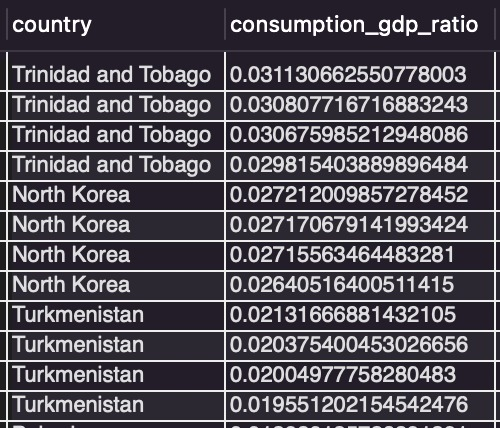 country consumption_gdp_ratio
Trinidad and Tobago 0.031130662550778003
Trinidad and Tobago 0.030807716716883243
Trinidad and Tobago 0.030675985212948086
Trinidad and Tobago 0.029815403889896484
North Korea 0.027212009857278452
North Korea 0.027170679141993424
North Korea 0.02715563464483281
North Korea 0.02640516400511415
Turkmenistan 0.02131666881432105
Turkmenistan 0.020375400453026656
Turkmenistan 0.02004977758280483
Turkmenistan 0.019551202154542476